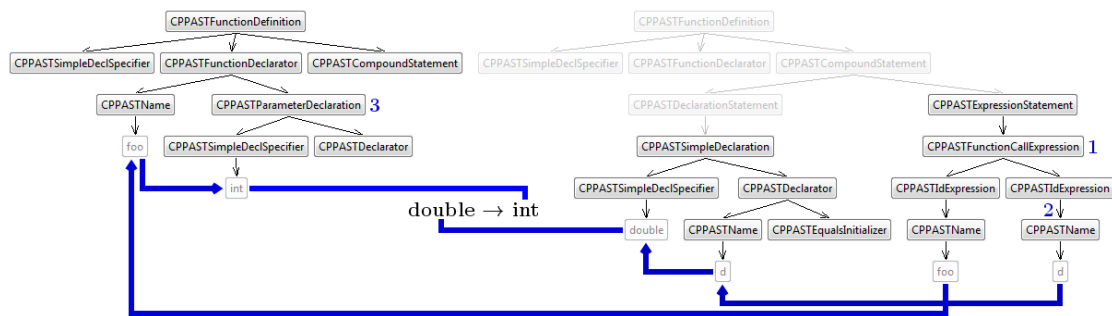 CPPASTFunctionDefinition CPPASTFunctionDefinition
CPPASTSimpleDeclSpecifier CPPASTFunctionDeclarator CPPASTCompoundStatement CPPASTSimpleDeclSpecifier CPPASTFunctionDeclarator CPPASTCompoundStatement
CPPASTName CPPASTParameterDeclaration 3 CPPASTDeclarationStatement CPPASTExpressionStatement
foo CPPASTSimpleDeclSpecifier CPPASTDeclarator CPPASTSimpleDeclaration CPPASTFunctionCallExpression 1
int CPPASTSimpleDeclSpecifier CPPASTDeclarator CPPASTIdExpression CPPASTIdExpression
double → int 2
double CPPASTName CPPASTEqualsInitializer CPPASTName CPPASTName
d foo d